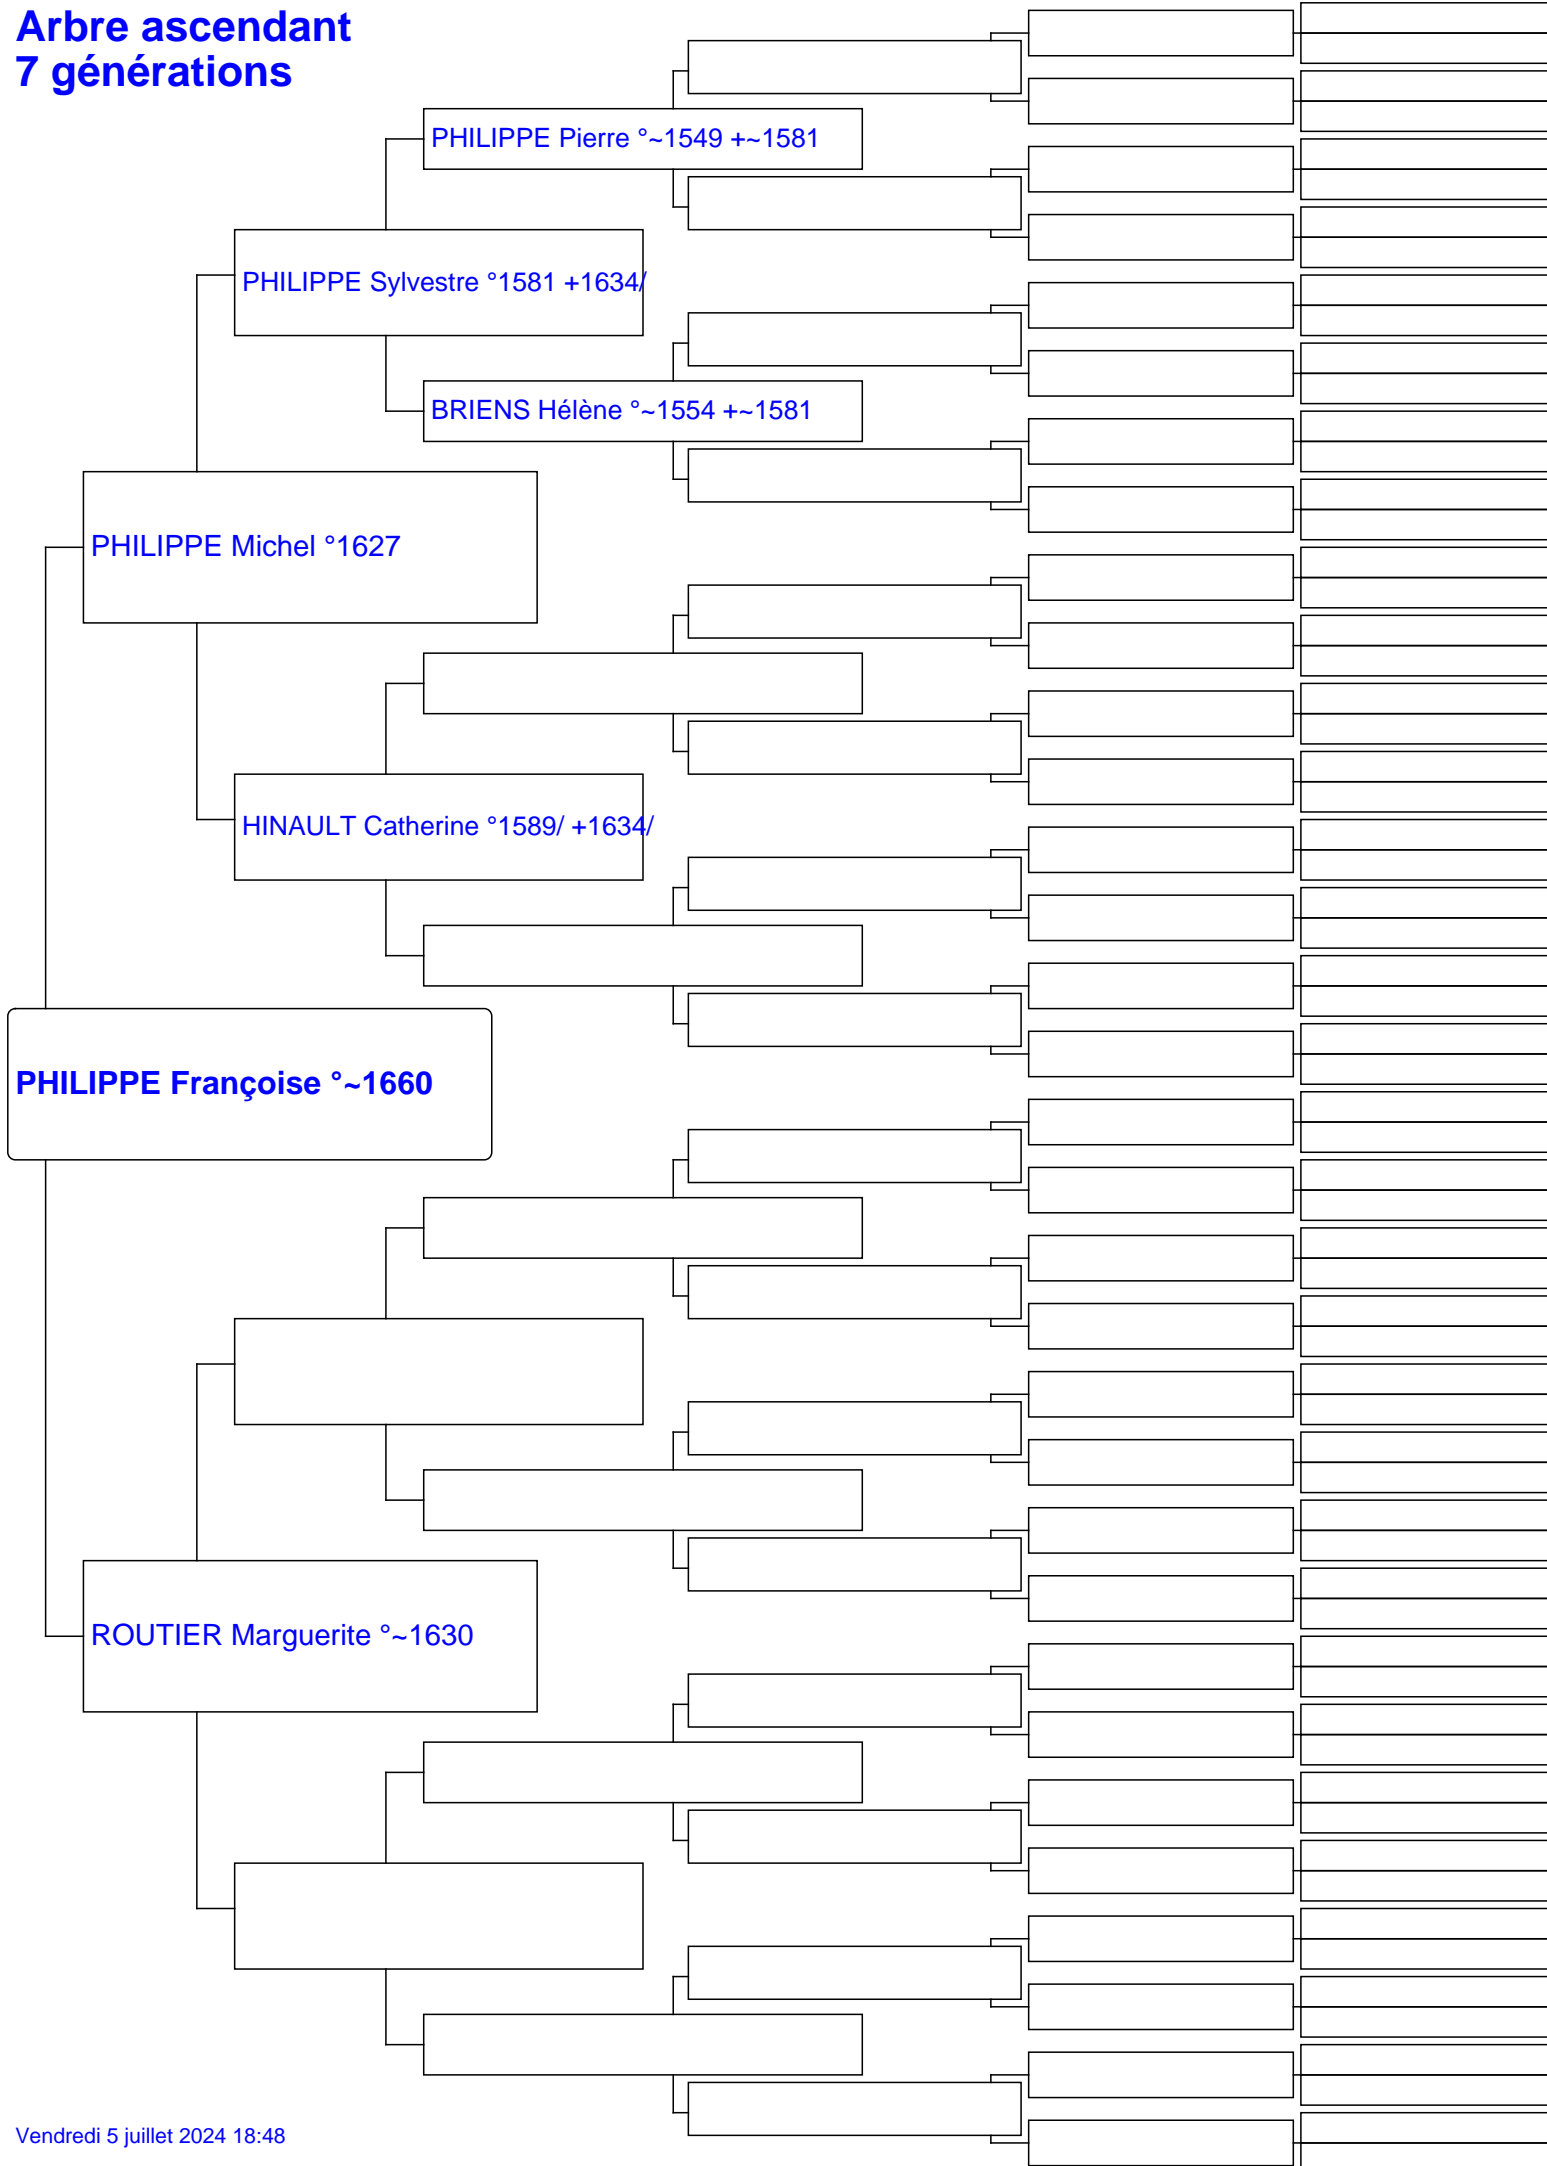 Arbre ascendant
7 générations
PHILIPPE Pierre °~1549 +~1581
PHILIPPE Sylvestre °1581 +1634/
BRIENS Hélène °~1554 +~1581
PHILIPPE Michel °1627
HINAULT Catherine °1589/ +1634/
PHILIPPE Françoise °~1660
ROUTIER Marguerite °~1630
Vendredi 5 juillet 2024 18:48